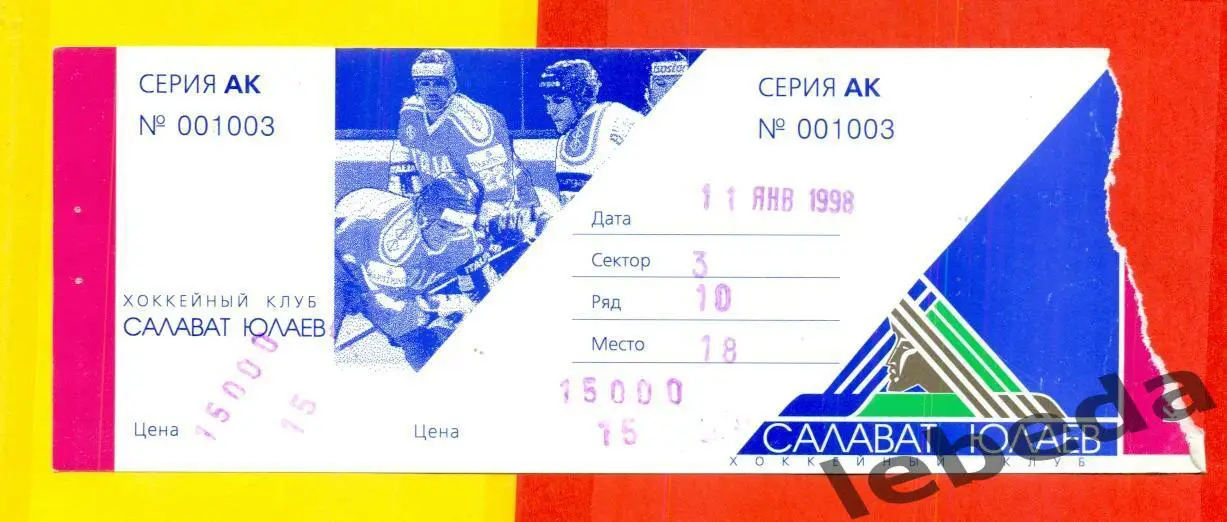 СЕРИЯ АК
№ 001003
ХОККЕЙНЫЙ КЛУБ
САЛАВАТ ЮЛАЕВ
15000
15
Цена
ITALIA
СЕРИЯ АК
№ 001003
Дата 11 ЯНВ 1998
Сектор 3
Ряд 10
Место 18
15000
Цена 15
САЛАВАТ ЮЛАЕВ
ХОККЕЙНЫЙ КЛУБ
lebeda